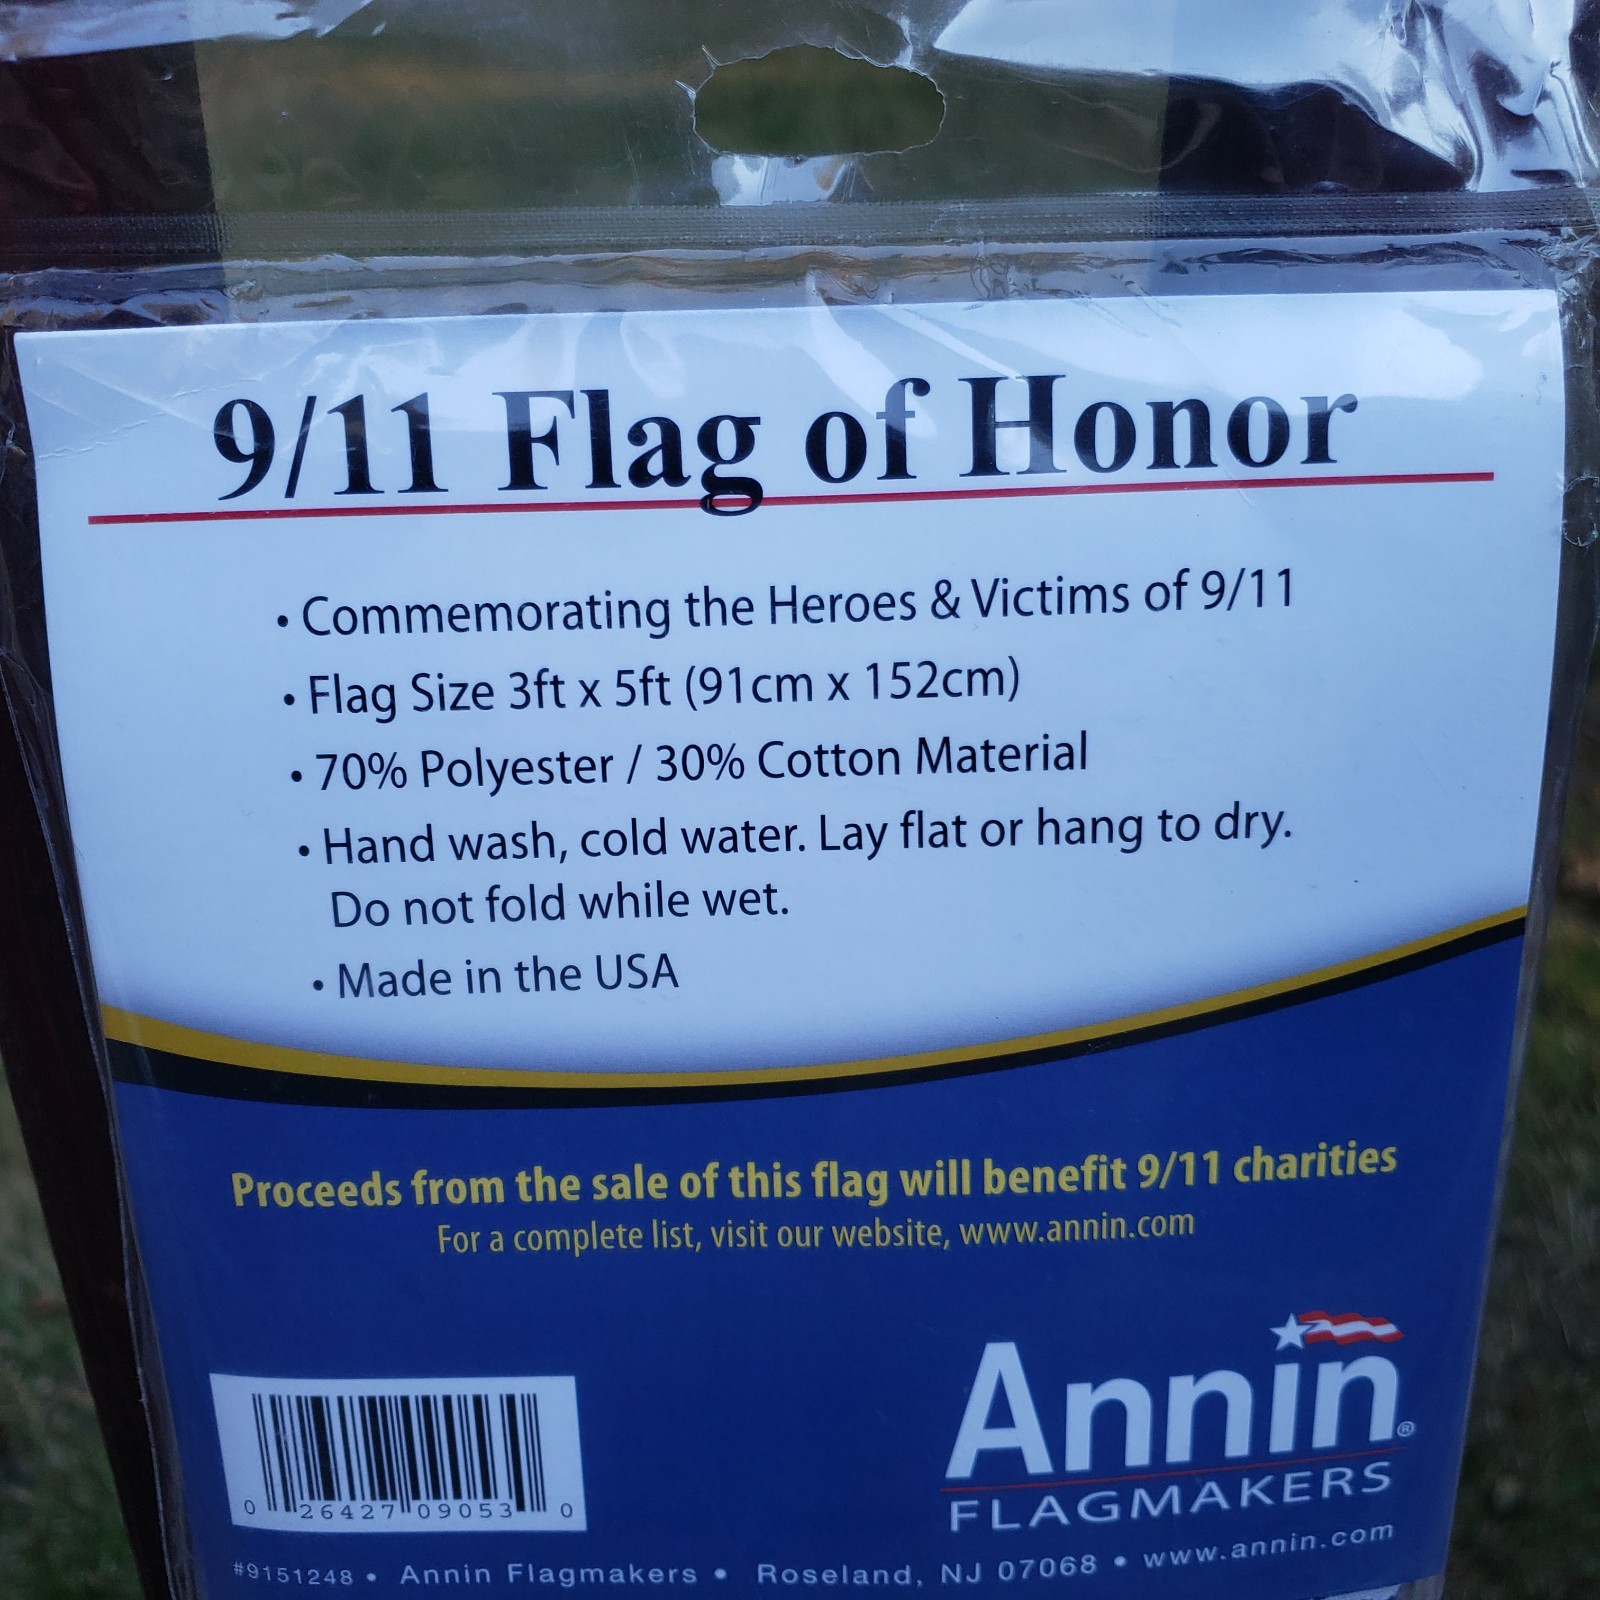 9/11 Flag of Honor
• Commemorating the Heroes & Victims of 9/11
• Flag Size 3ft x 5ft (91cm x 152cm)
• 70% Polyester / 30% Cotton Material
• Hand wash, cold water. Lay flat or hang to dry.
Do not fold while wet.
• Made in the USA
Proceeds from the sale of this flag will benefit 9/11 charities
For a complete list, visit our website, www.annin.com
Annin®
FLAGMAKERS
0 26427 09053 0
#9151248 • Annin Flagmakers • Roseland, NJ 07068 • www.annin.com